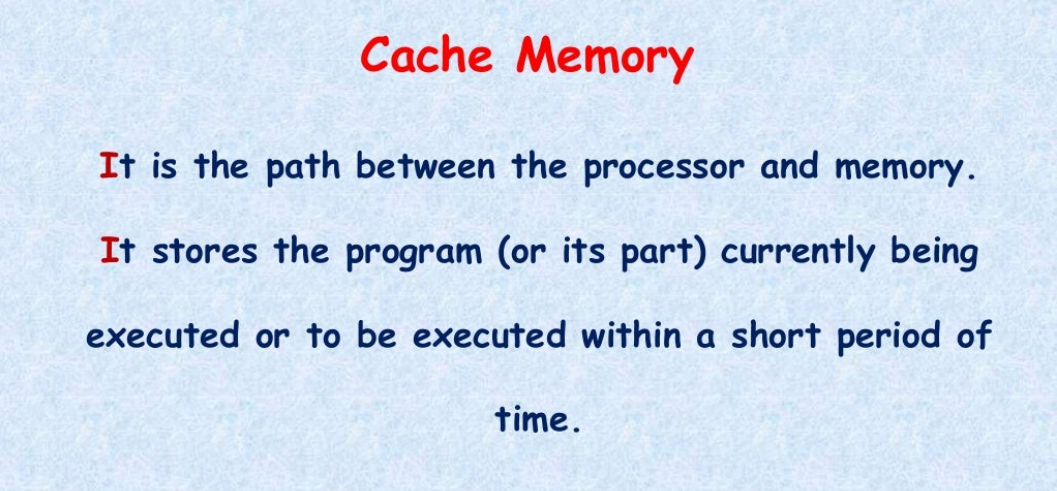 Cache Memory
It is the path between the processor and memory.
It stores the program (or its part) currently being
executed or to be executed within a short period of
time.